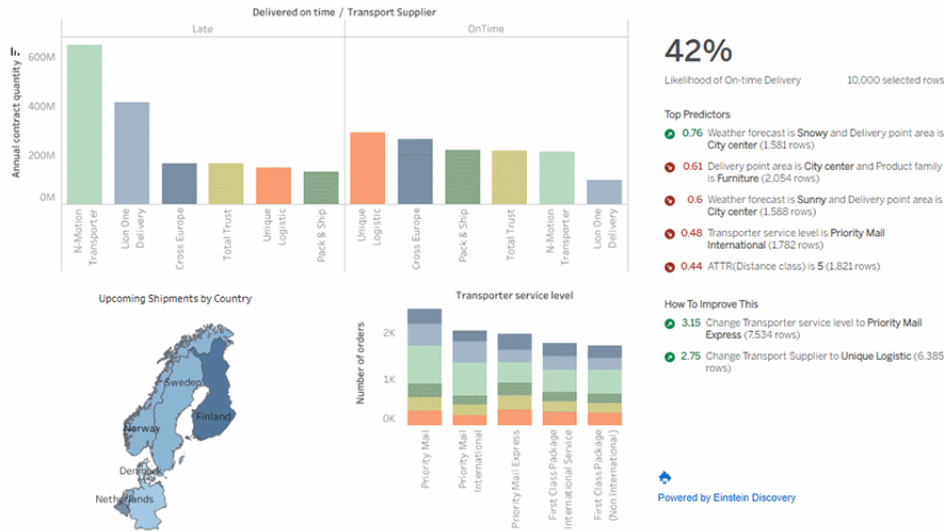 Delivered on time / Transport Supplier
Late
OnTime
Annual contract quantity
600M
400M
200M
0M
N-Motion
Transporter
Lion One
Delivery
Cross Europe
Total Trust
Unique
Logistic
Pack & Ship
Unique
Logistic
Cross Europe
Pack & Ship
Total Trust
N-Motion
Transporter
Lion One
Delivery
42%
Likelihood of On-time Delivery
10,000 selected rows
Top Predictors
0.76 Weather forecast is Snowy and Delivery point area is
City center (1,581 rows)
0.61 Delivery point area is City center and Product family
is Furniture (2,054 rows)
0.6 Weather forecast is Sunny and Delivery point area is
City center (1,588 rows)
0.48 Transporter service level is Priority Mail
International (1,782 rows)
0.44 ATTR(Distance class) is 5 (1,821 rows)
How To Improve This
3.15 Change Transporter service level to Priority Mail
Express (7,534 rows)
2.75 Change Transport Supplier to Unique Logistic (6,385
rows)
Powered by Einstein Discovery
Upcoming Shipments by Country
Sweden
Finland
Norway
Denmark
Netherlands
Transporter service level
Number of orders
2K
1K
0K
Priority Mail
Priority Mail
International
Priority Mail Express
First Class Package
International Service
First Class Package
(Non International)